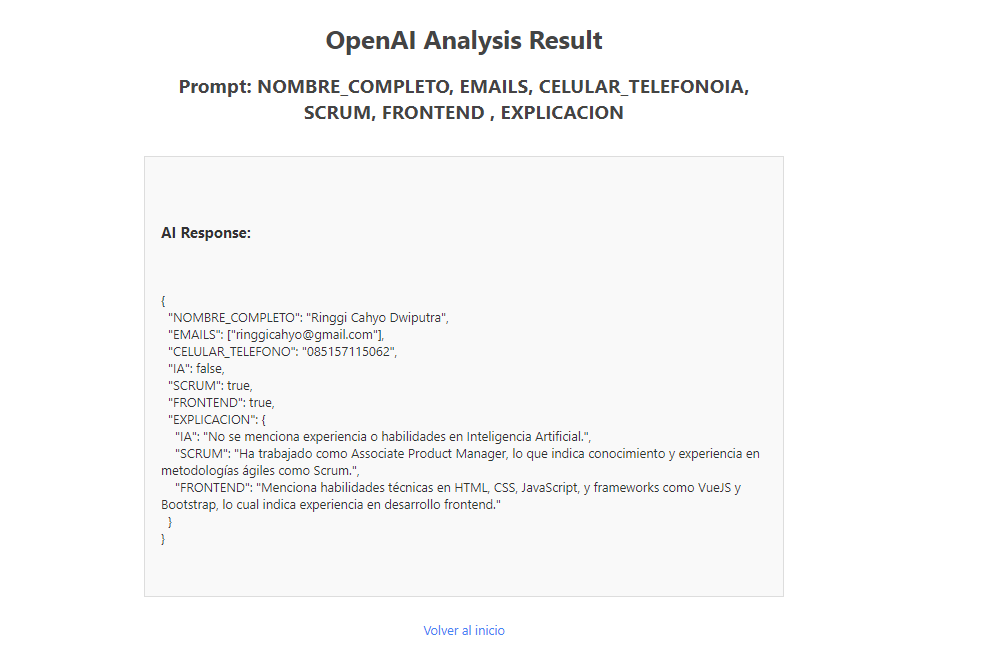 OpenAI Analysis Result
Prompt: NOMBRE_COMPLETO, EMAILS, CELULAR_TELEFONOIA,
SCRUM, FRONTEND , EXPLICACION
AI Response:
{
"NOMBRE_COMPLETO": "Ringgi Cahyo Dwiputra",
"EMAILS": ["ringgicahyo@gmail.com"],
"CELULAR_TELEFONO": "085157115062",
"IA": false,
"SCRUM": true,
"FRONTEND": true,
"EXPLICACION": {
"IA": "No se menciona experiencia o habilidades en Inteligencia Artificial.",
"SCRUM": "Ha trabajado como Associate Product Manager, lo que indica conocimiento y experiencia en
metodologías ágiles como Scrum.",
"FRONTEND": "Menciona habilidades técnicas en HTML, CSS, JavaScript, y frameworks como VueJS y
Bootstrap, lo cual indica experiencia en desarrollo frontend."
}
}
Volver al inicio